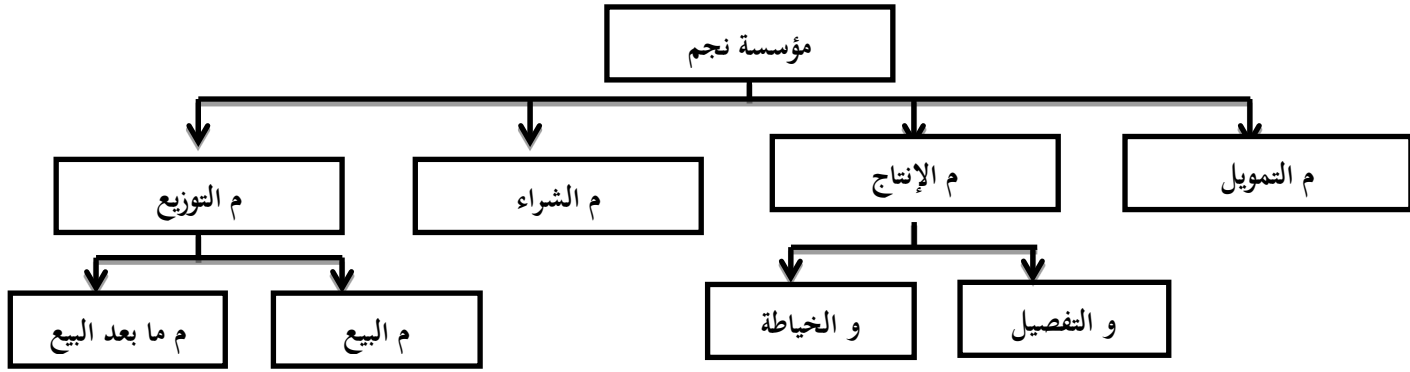 مؤسسة نجم
م التمويل
م الإنتاج
م الشراء
م التوزيع
و التفصيل
و الخياطة
م البيع
م ما بعد البيع